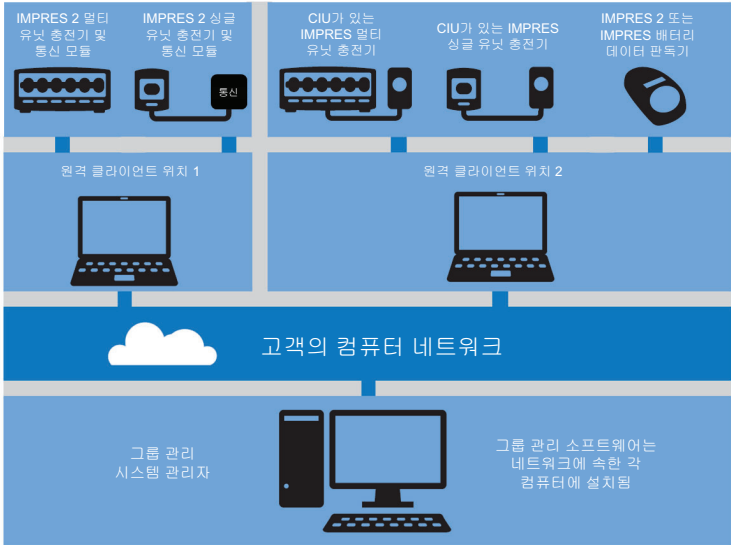 IMPRES 2 멀티
유닛 충전기 및
통신 모듈
IMPRES 2 싱글
유닛 충전기 및
통신 모듈
통신
CIU가 있는
IMPRES 멀티
유닛 충전기
CIU가 있는 IMPRES
싱글 유닛 충전기
IMPRES 2 또는
IMPRES 배터리
데이터 판독기
원격 클라이언트 위치 1
원격 클라이언트 위치 2
고객의 컴퓨터 네트워크
그룹 관리
시스템 관리자
그룹 관리 소프트웨어는
네트워크에 속한 각
컴퓨터에 설치됨